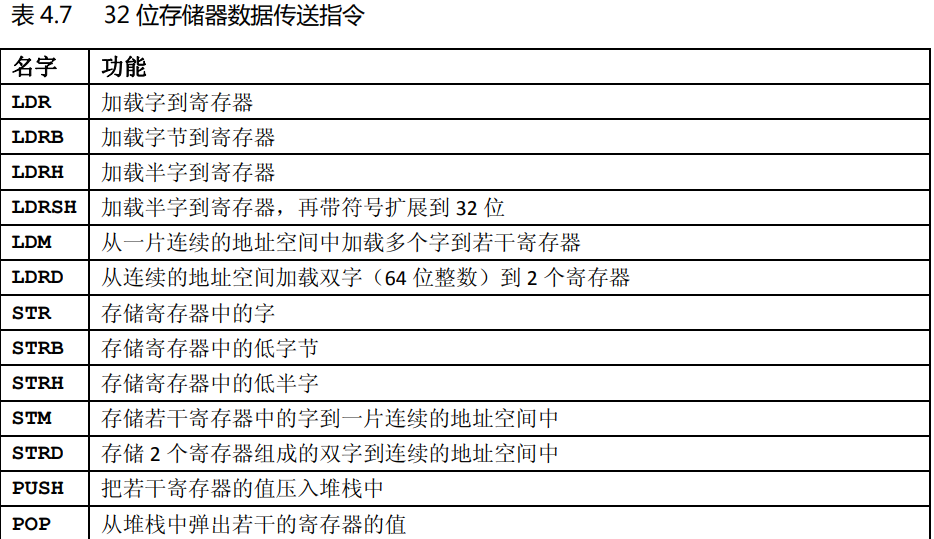 表 4.7 32 位存储器数据传送指令
名字 功能
LDR 加载字到寄存器
LDRB 加载字节到寄存器
LDRH 加载半字到寄存器
LDRSH 加载半字到寄存器，再带符号扩展到 32 位
LDM 从一片连续的地址空间中加载多个字到若干寄存器
LDRD 从连续的地址空间加载双字（64 位整数）到 2 个寄存器
STR 存储寄存器中的字
STRB 存储寄存器中的低字节
STRH 存储寄存器中的低半字
STM 存储若干寄存器中的字到一片连续的地址空间中
STRD 存储 2 个寄存器组成的双字到连续的地址空间中
PUSH 把若干寄存器的值压入堆栈中
POP 从堆栈中弹出若干的寄存器的值